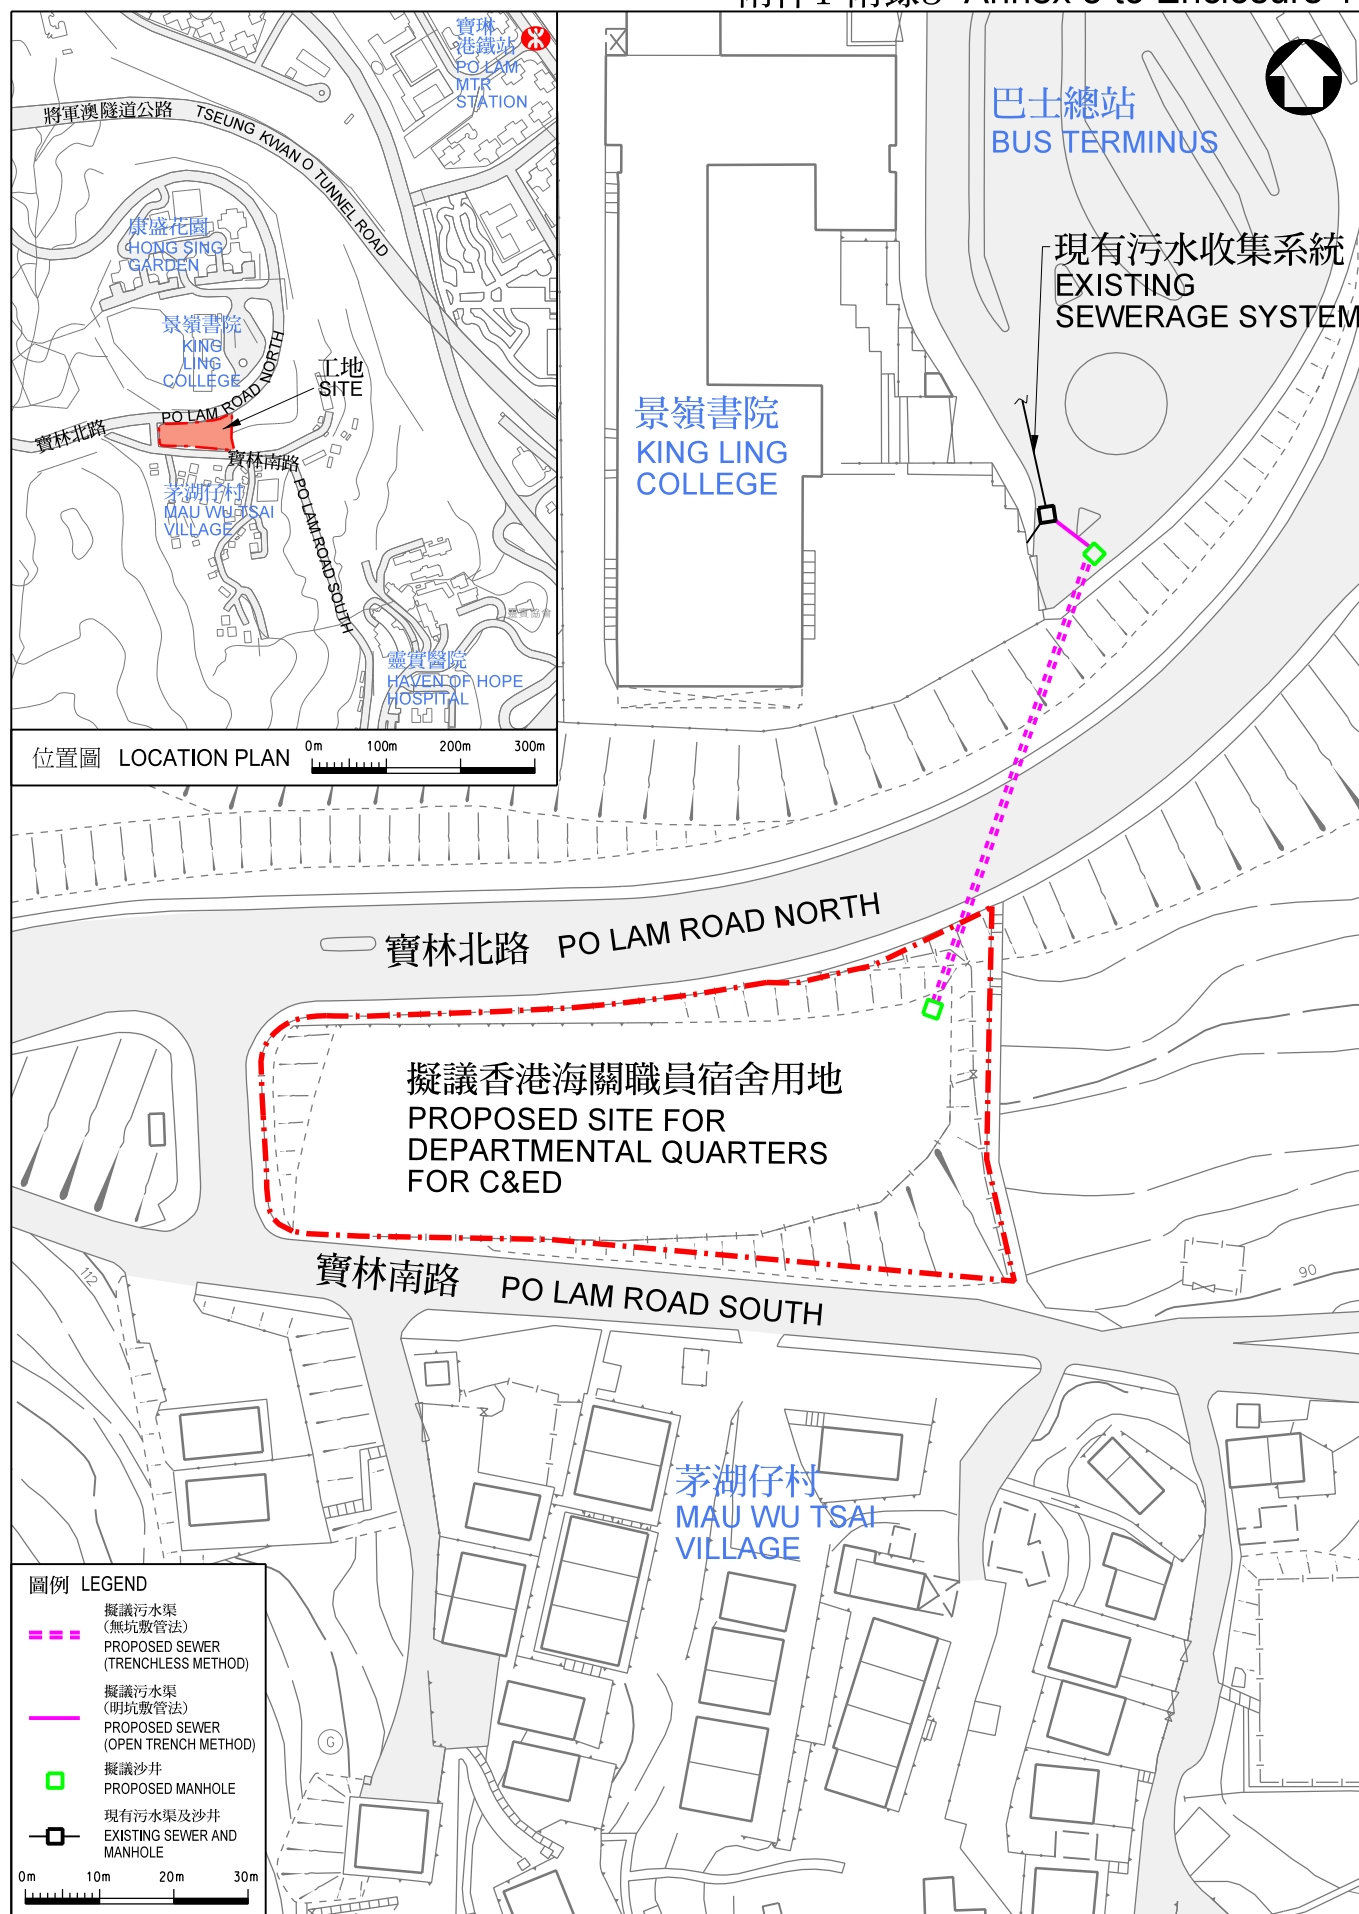 寶琳
港鐵站
PO LAM
MTR
STATION
將軍澳隧道公路 TSEUNG KWAN O TUNNEL ROAD
康盛花園
HONG SING
GARDEN
景嶺書院
KING
LING
COLLEGE
PO LAM ROAD NORTH
工地
SITE
寶林北路
寶林南路
茅湖仔村
MAU WU TSAI
VILLAGE
PO LAM ROAD SOUTH
靈實協會
靈實醫院
HAVEN OF HOPE
HOSPITAL
位置圖 LOCATION PLAN
0m 100m 200m 300m
巴士總站
BUS TERMINUS
現有污水收集系統
EXISTING
SEWERAGE SYSTEM
景嶺書院
KING LING
COLLEGE
寶林北路 PO LAM ROAD NORTH
擬議香港海關職員宿舍用地
PROPOSED SITE FOR
DEPARTMENTAL QUARTERS
FOR C&ED
寶林南路 PO LAM ROAD SOUTH
112
90
茅湖仔村
MAU WU TSAI
VILLAGE
G
圖例 LEGEND
擬議污水渠
(無坑敷管法)
PROPOSED SEWER
(TRENCHLESS METHOD)
擬議污水渠
(明坑敷管法)
PROPOSED SEWER
(OPEN TRENCH METHOD)
擬議沙井
PROPOSED MANHOLE
現有污水渠及沙井
EXISTING SEWER AND
MANHOLE
0m 10m 20m 30m